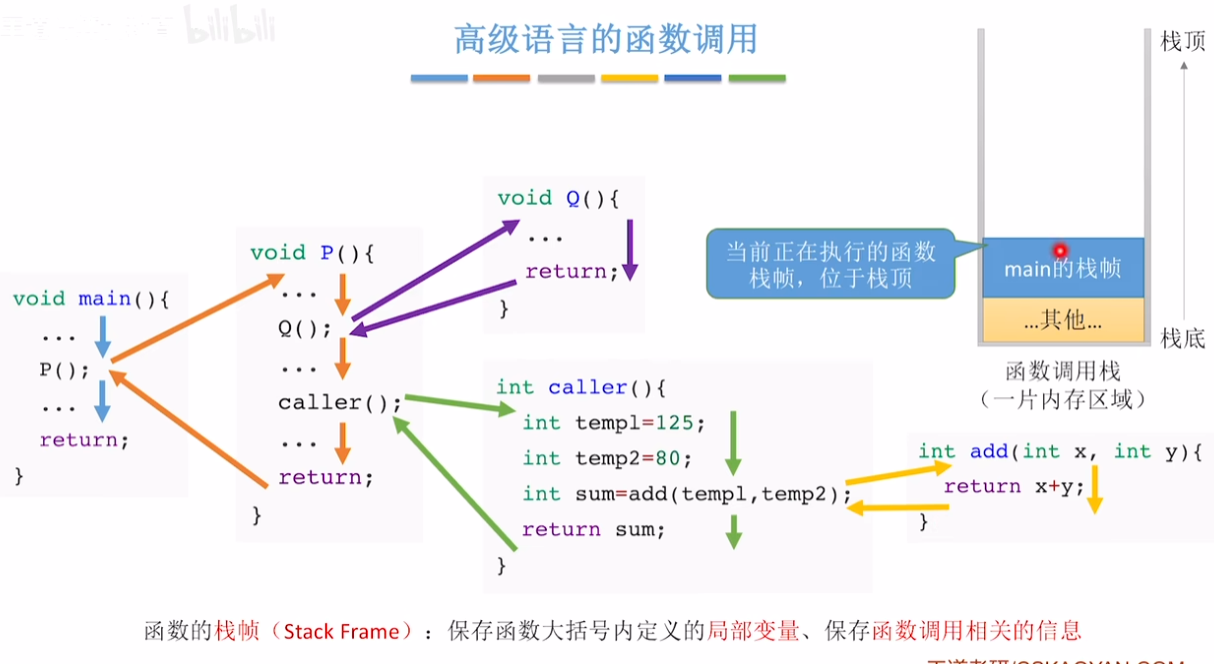 bilibili
高级语言的函数调用
栈顶
void main(){
...
P();
...
return;
}
void P(){
...
Q();
...
caller();
...
return;
}
void Q(){
...
return;
}
int caller(){
int temp1=125;
int temp2=80;
int sum=add(temp1,temp2);
return sum;
}
int add(int x, int y){
return x+y;
}
当前正在执行的函数
栈帧，位于栈顶
main的栈帧
...其他...
栈底
函数调用栈
（一片内存区域）
函数的栈帧（Stack Frame）：保存函数大括号内定义的局部变量、保存函数调用相关的信息